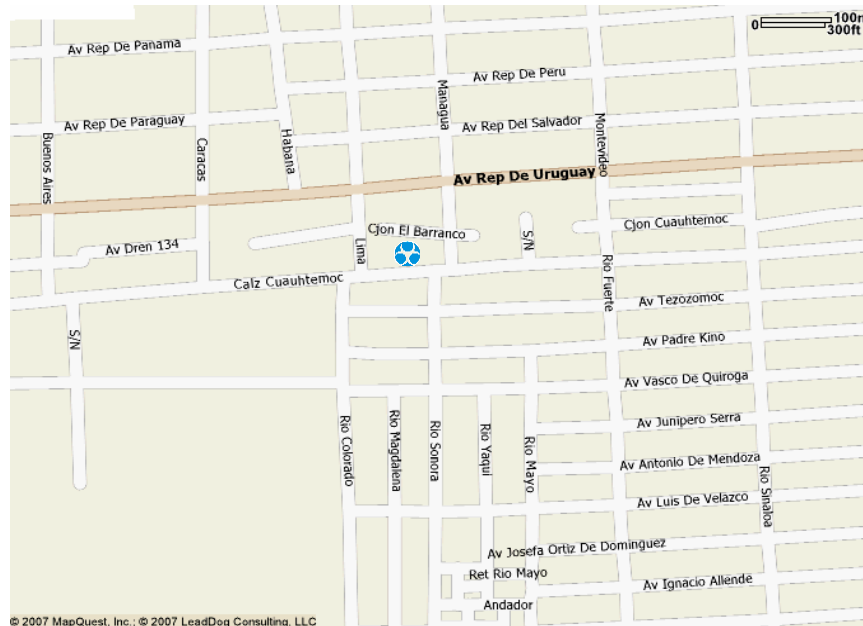 0 100m
300ft
Av Rep De Panama
Av Rep De Peru
Managua
Av Rep De Paraguay
Av Rep Del Salvador
Montevideo
Habana
Caracas
Buenos Aires
Av Rep De Uruguay
Cjon El Barranco
S/N
Cjon Cuauhtemoc
Av Dren 134
Lima
Calz Cuauhtemoc
Rio Fuerte
Av Tezozomoc
S/N
Av Padre Kino
Av Vasco De Quiroga
Av Junipero Serra
Rio Colorado
Rio Magdalena
Rio Sonora
Rio Yaqui
Rio Mayo
Av Antonio De Mendoza
Rio Sinaloa
Av Luis De Velazco
Av Josefa Ortiz De Dominguez
Ret Rio Mayo
Av Ignacio Allende
Andador
© 2007 MapQuest, Inc.; © 2007 LeadDog Consulting, LLC